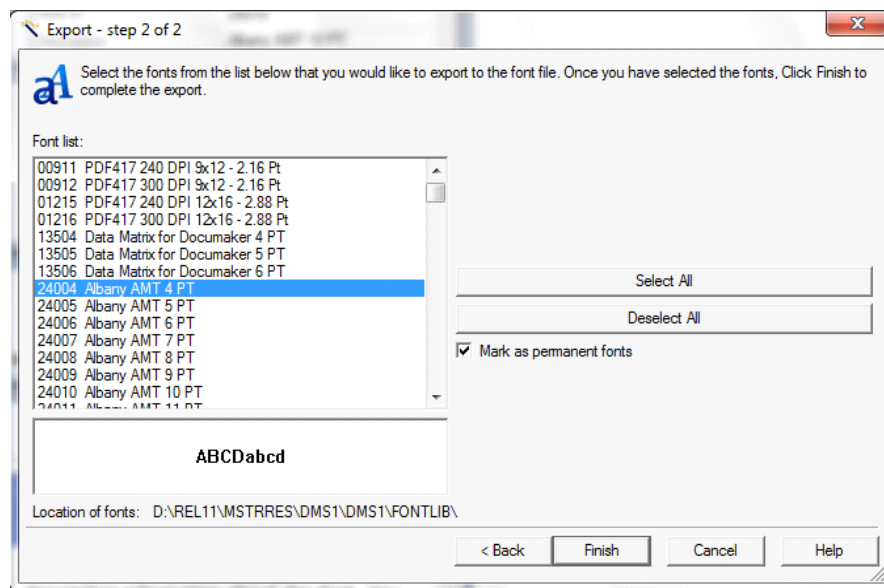 Export - step 2 of 2
Select the fonts from the list below that you would like to export to the font file. Once you have selected the fonts, Click Finish to
complete the export.
Font list:
00911 PDF417 240 DPI 9x12 - 2.16 Pt
00912 PDF417 300 DPI 9x12 - 2.16 Pt
01215 PDF417 240 DPI 12x16 - 2.88 Pt
01216 PDF417 300 DPI 12x16 - 2.88 Pt
13504 Data Matrix for Documaker 4 PT
13505 Data Matrix for Documaker 5 PT
13506 Data Matrix for Documaker 6 PT
24004 Albany AMT 4 PT
24005 Albany AMT 5 PT
24006 Albany AMT 6 PT
24007 Albany AMT 7 PT
24008 Albany AMT 8 PT
24009 Albany AMT 9 PT
24010 Albany AMT 10 PT
24011 Albany AMT 11 PT
Select All
Deselect All
Mark as permanent fonts
ABCDabcd
Location of fonts: D:\REL11\MSTRRES\DMS1\DMS1\FONTLIB\
< Back Finish Cancel Help